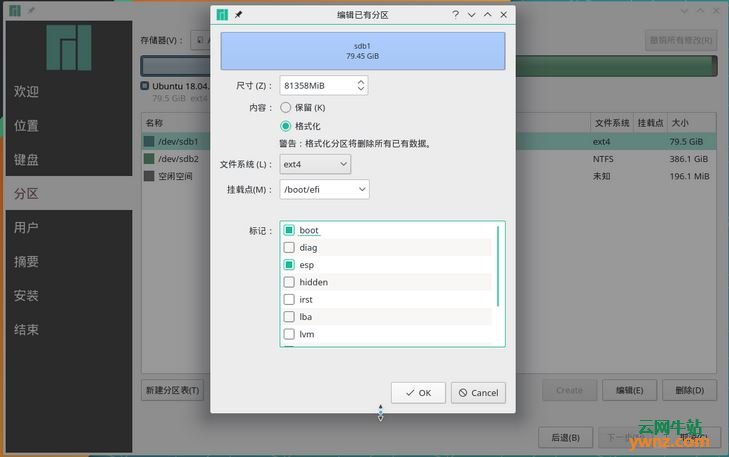 编辑已有分区
sdb1
79.45 GiB
存储器(V):
撤销所有修改(R)
尺寸 (Z): 81358MiB
内容: 保留 (K)
格式化
警告：格式化分区将删除所有已有数据。
文件系统 (L): ext4
挂载点(M): /boot/efi
标记: boot
diag
esp
hidden
irst
lba
lvm
OK Cancel
欢迎
位置
键盘
分区
用户
摘要
安装
结束
Ubuntu 18.04.
79.5 GiB ext4
名称 文件系统 挂载点 大小
/dev/sdb1 ext4 79.5 GiB
/dev/sdb2 NTFS 386.1 GiB
空闲空间 未知 196.1 MiB
新建分区表(T) Create 编辑(E) 删除(D)
后退(B)
云网牛站
ywnz.com